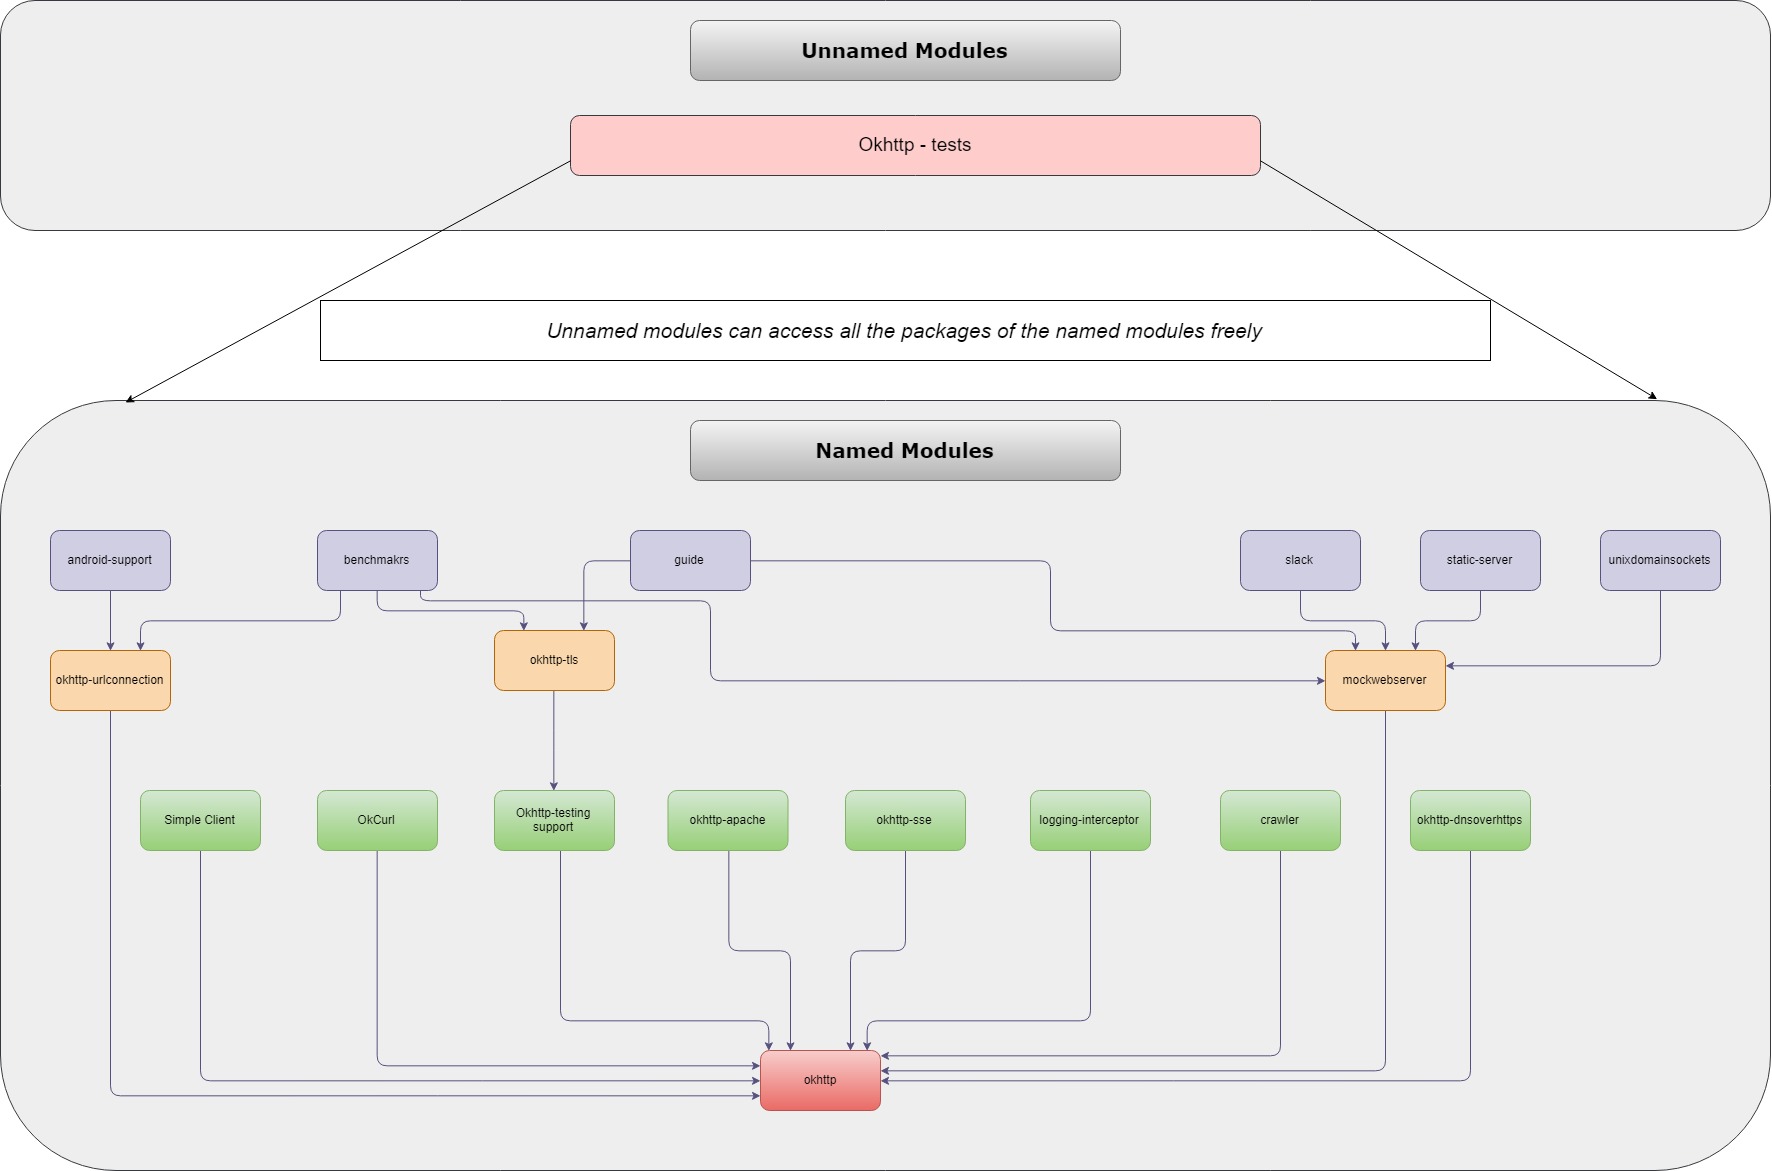 Unnamed Modules
Okhttp - tests
Unnamed modules can access all the packages of the named modules freely
Named Modules
android-support
benchmakrs
guide
slack
static-server
unixdomainsockets
okhttp-urlconnection
okhttp-tls
mockwebserver
Simple Client
OkCurl
Okhttp-testing
support
okhttp-apache
okhttp-sse
logging-interceptor
crawler
okhttp-dnsoverhttps
okhttp